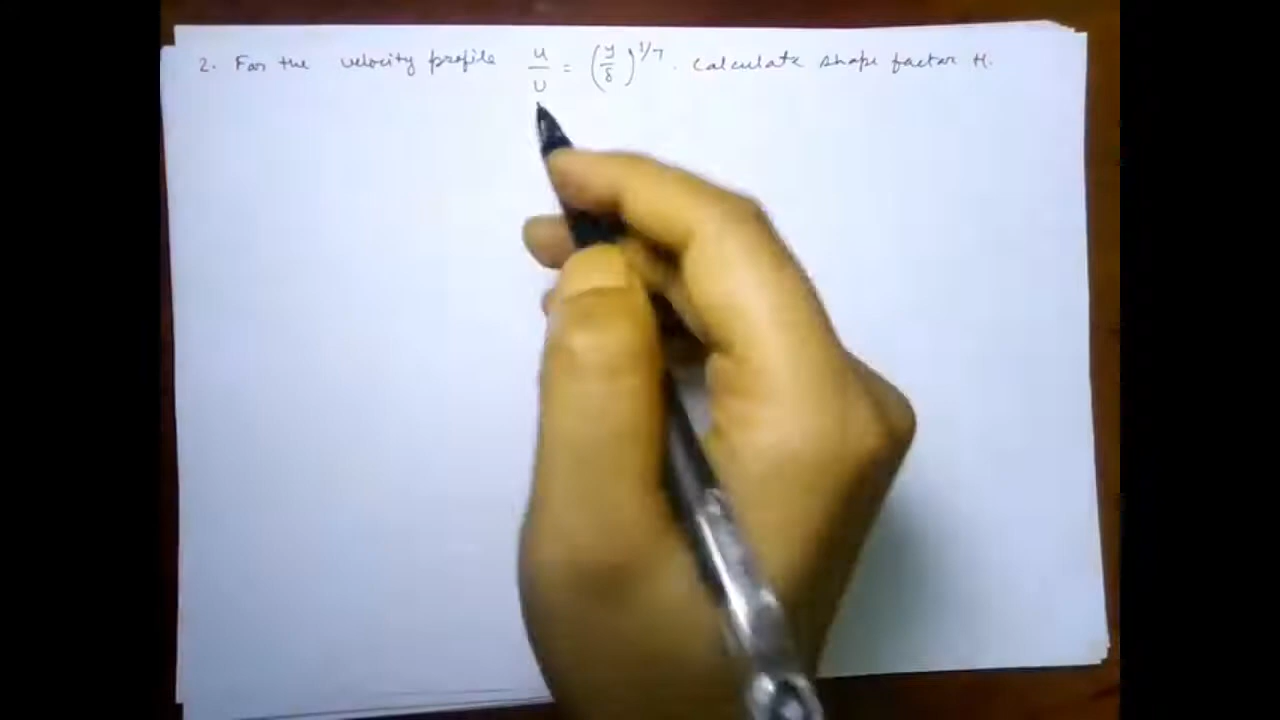 2. For the velocity profile u/U = (y/δ)^1/7. Calculate shape factor H.